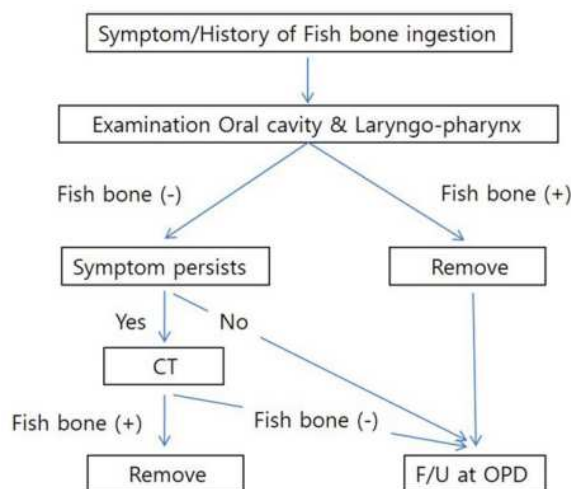 Symptom/History of Fish bone ingestion
Examination Oral cavity & Laryngo-pharynx
Fish bone (-)
Fish bone (+)
Symptom persists
Remove
Yes
No
CT
Fish bone (+)
Fish bone (-)
Remove
F/U at OPD